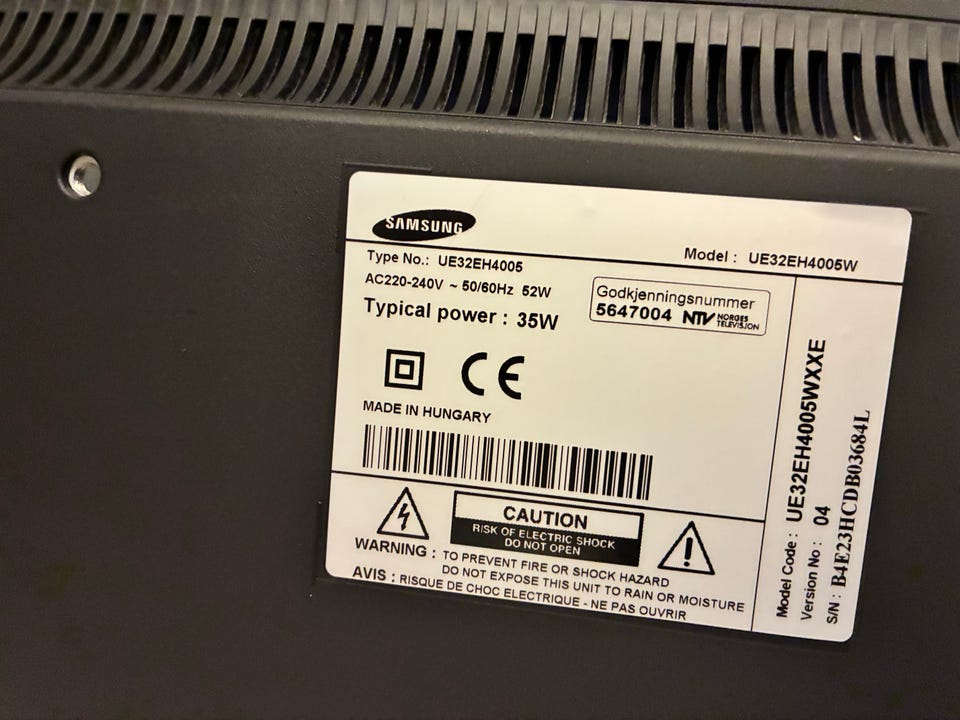 SAMSUNG
Type No.: UE32EH4005
Model : UE32EH4005W
AC220-240V ~ 50/60Hz 52W
Typical power : 35W
Godkjenningsnummer
5647004 NTV NORGES TELEVISJON
CE
MADE IN HUNGARY
CAUTION
RISK OF ELECTRIC SHOCK
DO NOT OPEN
WARNING : TO PREVENT FIRE OR SHOCK HAZARD
DO NOT EXPOSE THIS UNIT TO RAIN OR MOISTURE
AVIS : RISQUE DE CHOC ELECTRIQUE - NE PAS OUVRIR
Model Code : UE32EH4005WXXE
Version No : 04
S/N : B4E23HCDB03684L